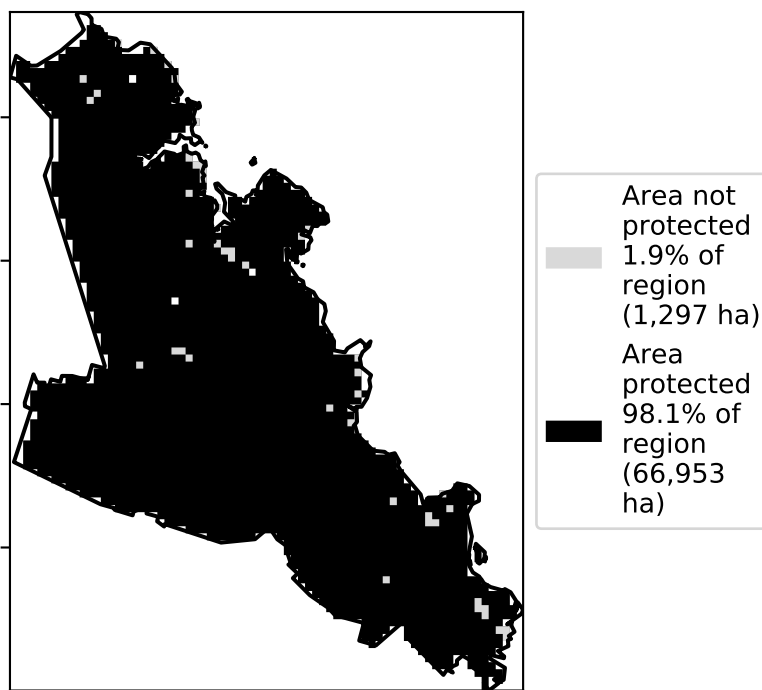 Area not
protected
1.9% of
region
(1,297 ha)
Area
protected
98.1% of
region
(66,953
ha)